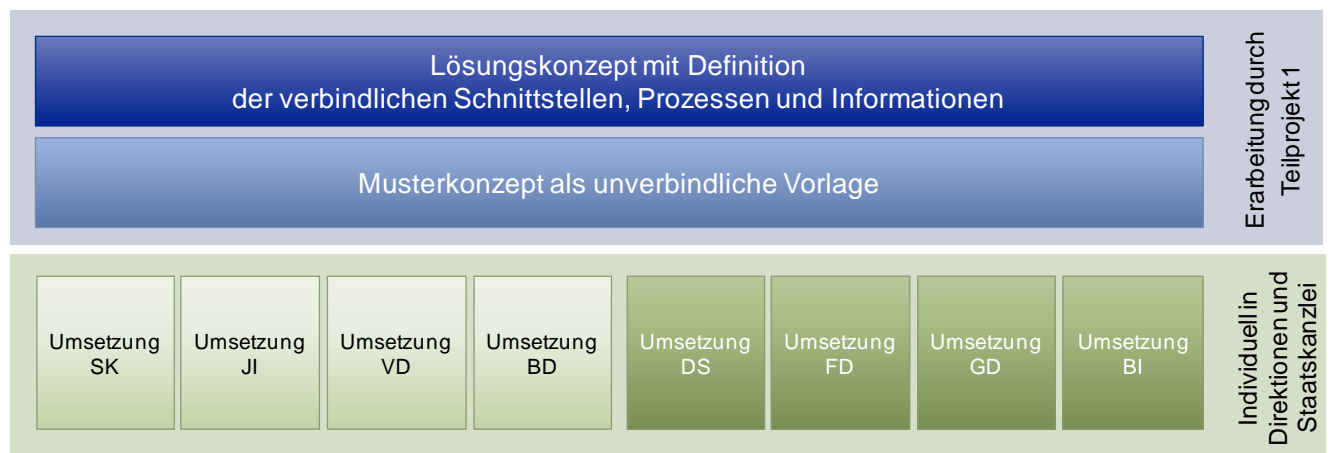 Lösungskonzept mit Definition
der verbindlichen Schnittstellen, Prozessen und Informationen
Musterkonzept als unverbindliche Vorlage
Erarbeitung durch
Teilprojekt 1
Umsetzung
SK
Umsetzung
JI
Umsetzung
VD
Umsetzung
BD
Umsetzung
DS
Umsetzung
FD
Umsetzung
GD
Umsetzung
BI
Individuell in
Direktionen und
Staatskanzlei